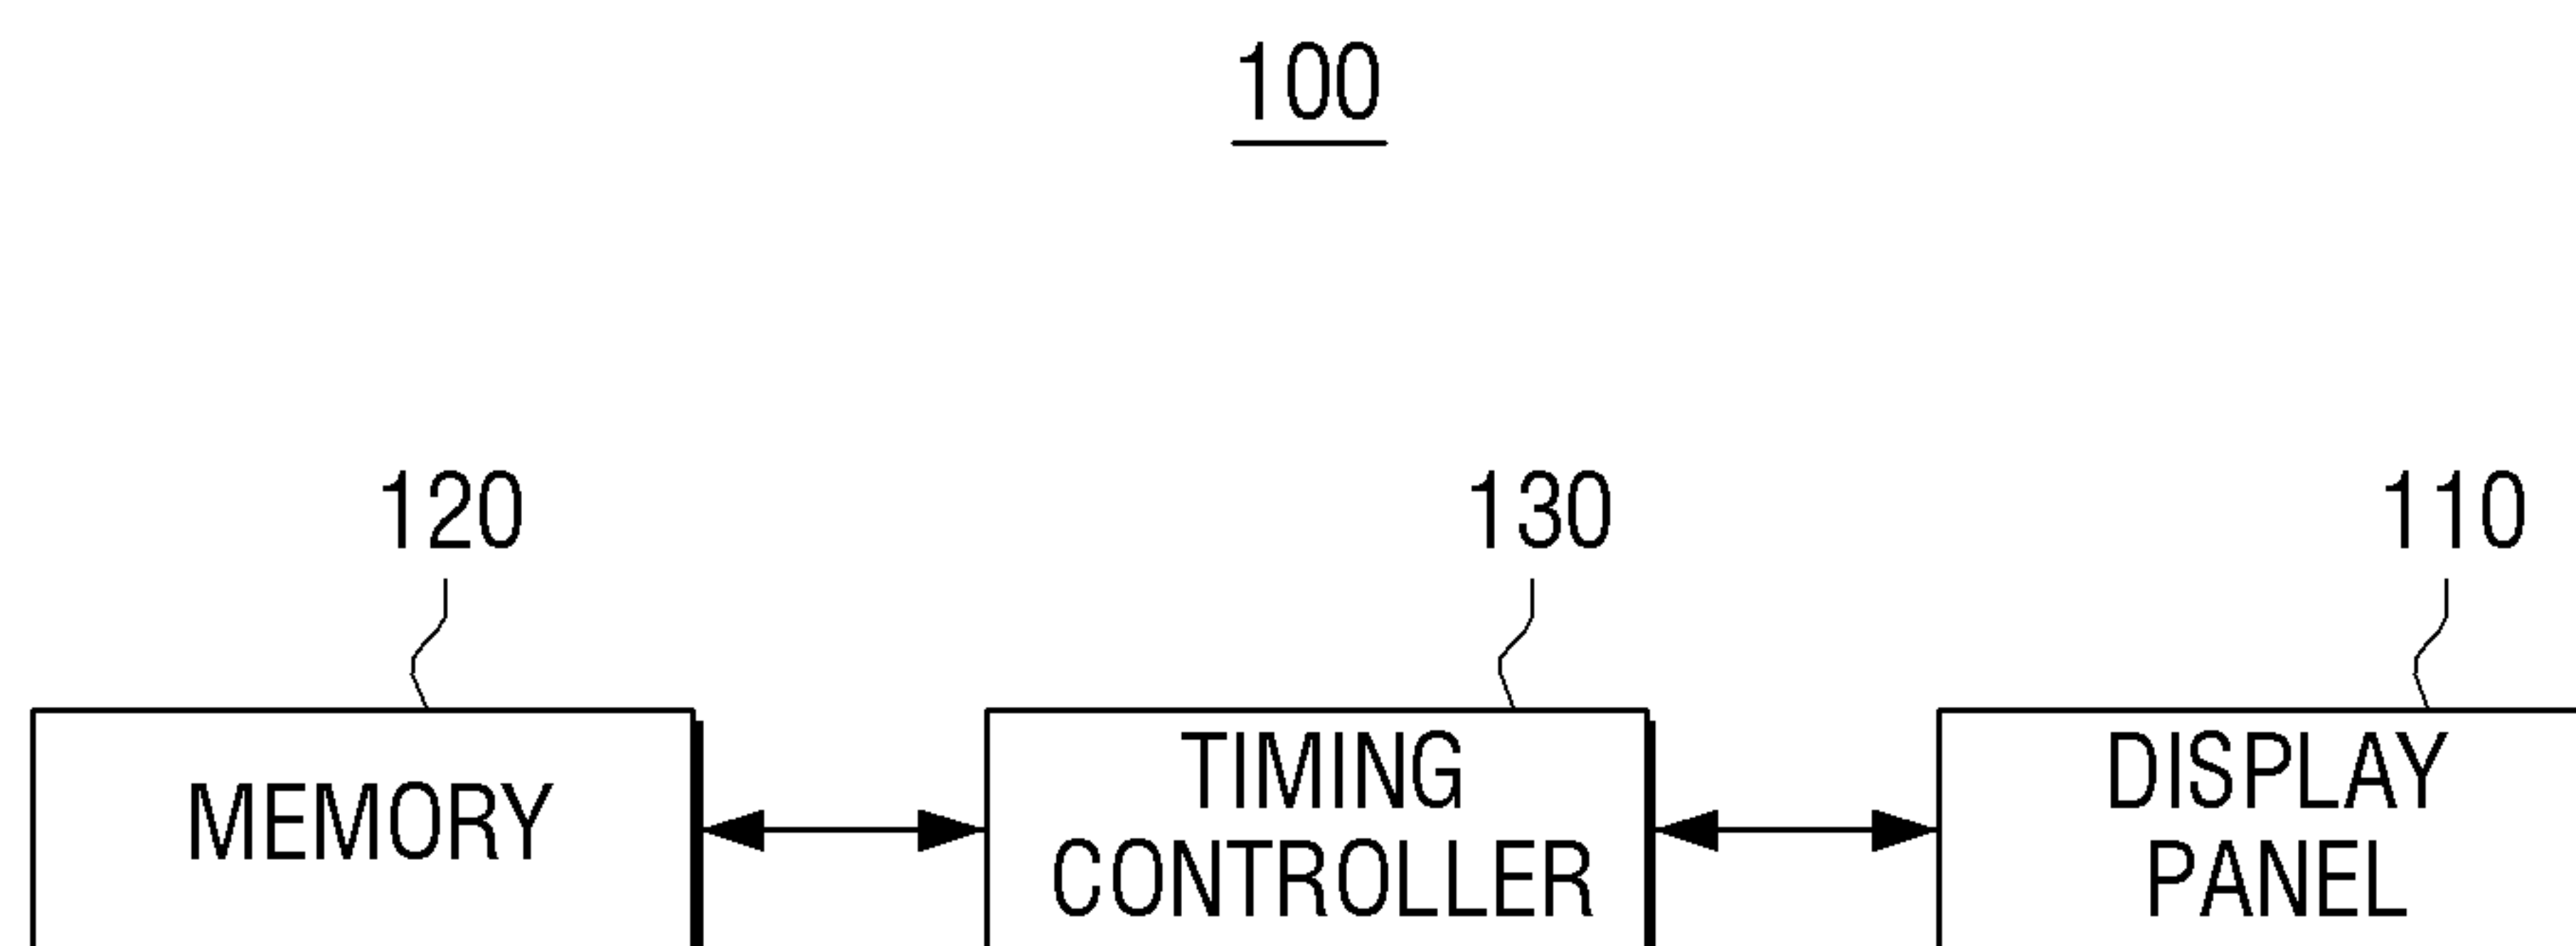 100
120
130
110
MEMORY
TIMING
CONTROLLER
DISPLAY
PANEL